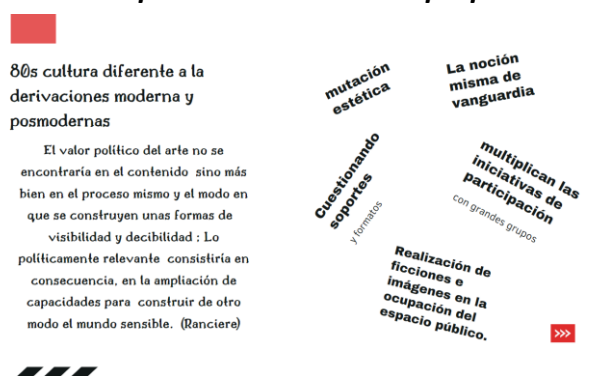 80s cultura diferente a la
derivaciones moderna y
posmodernas
El valor político del arte no se
encontraría en el contenido sino más
bien en el proceso mismo y el modo en
que se construyen unas formas de
visibilidad y decibilidad ; Lo
políticamente relevante consistiría en
consecuencia, en la ampliación de
capacidades para construir de otro
modo el mundo sensible. (Ranciere)
mutación
estética
La noción
misma de
vanguardia
Cuestionando
soportes
y formatos
multiplican las
iniciativas de
participación
con grandes grupos
Realización de
ficciones e
imágenes en la
ocupación del
espacio público.